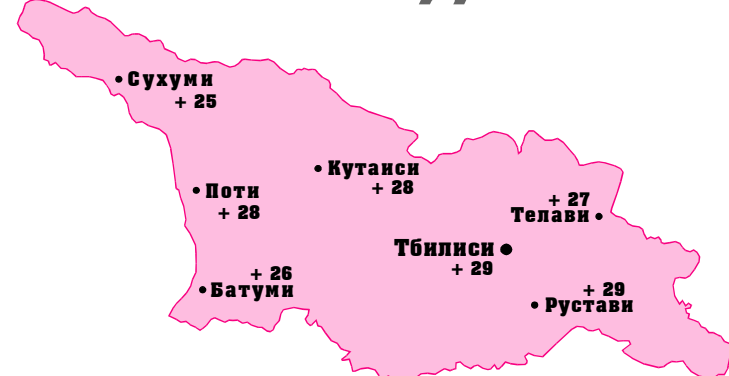 Сухуми
+ 25
Кутаиси
+ 28
Поти
+ 28
+ 27
Телави
Тбилиси
+ 29
+ 26
Батуми
+ 29
Рустави